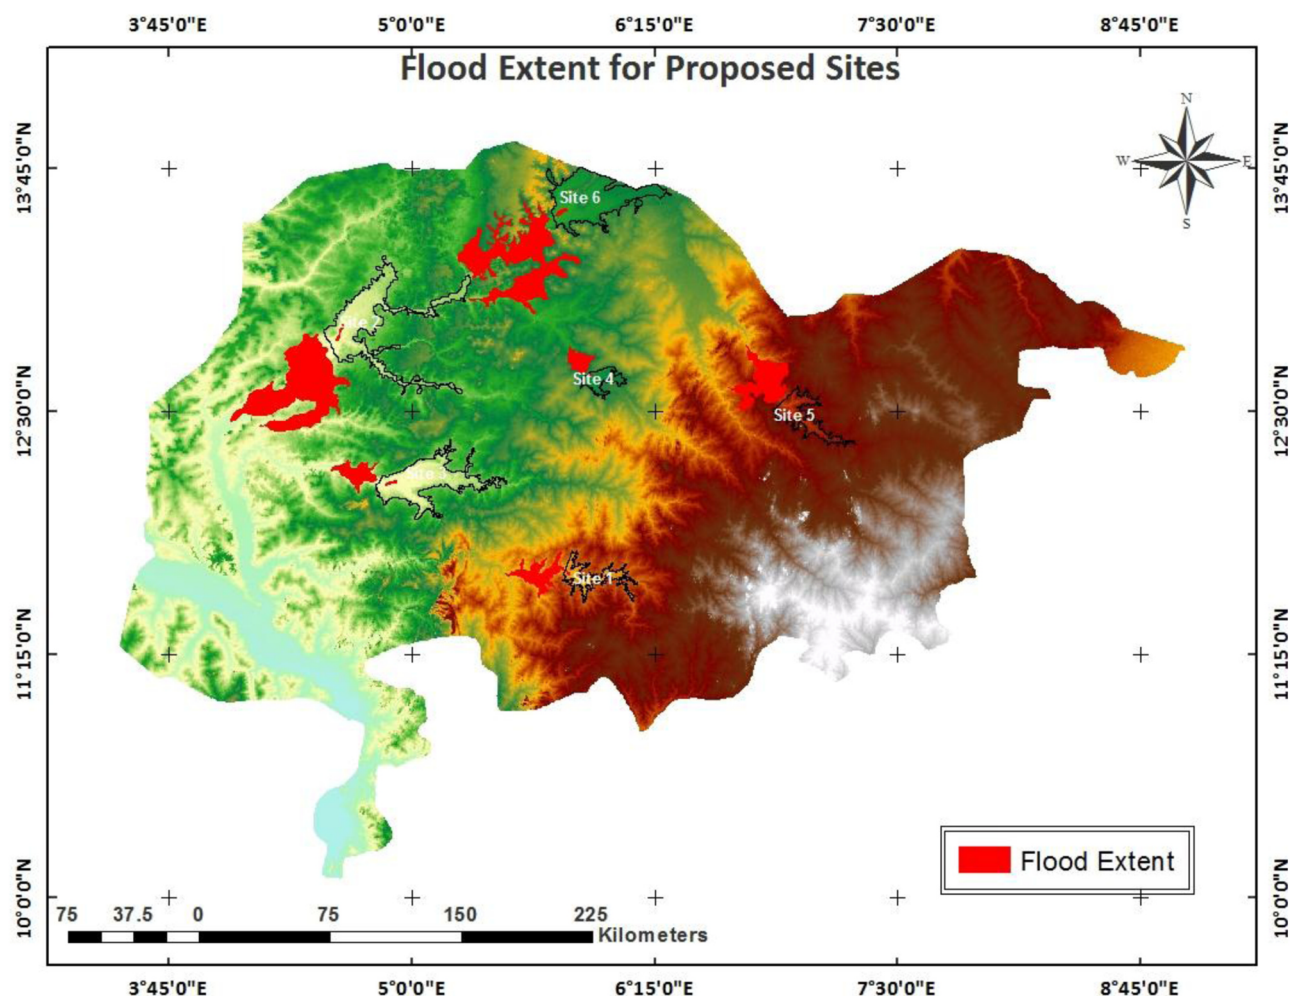 3°45'0"E 5°0'0"E 6°15'0"E 7°30'0"E 8°45'0"E
Flood Extent for Proposed Sites
N
W E
S
13°45'0"N 13°45'0"N
Site 6
Site 2
Site 4
12°30'0"N 12°30'0"N
Site 5
Site 3
Site 1
11°15'0"N 11°15'0"N
Flood Extent
10°0'0"N 10°0'0"N
75 37.5 0 75 150 225
Kilometers
3°45'0"E 5°0'0"E 6°15'0"E 7°30'0"E 8°45'0"E